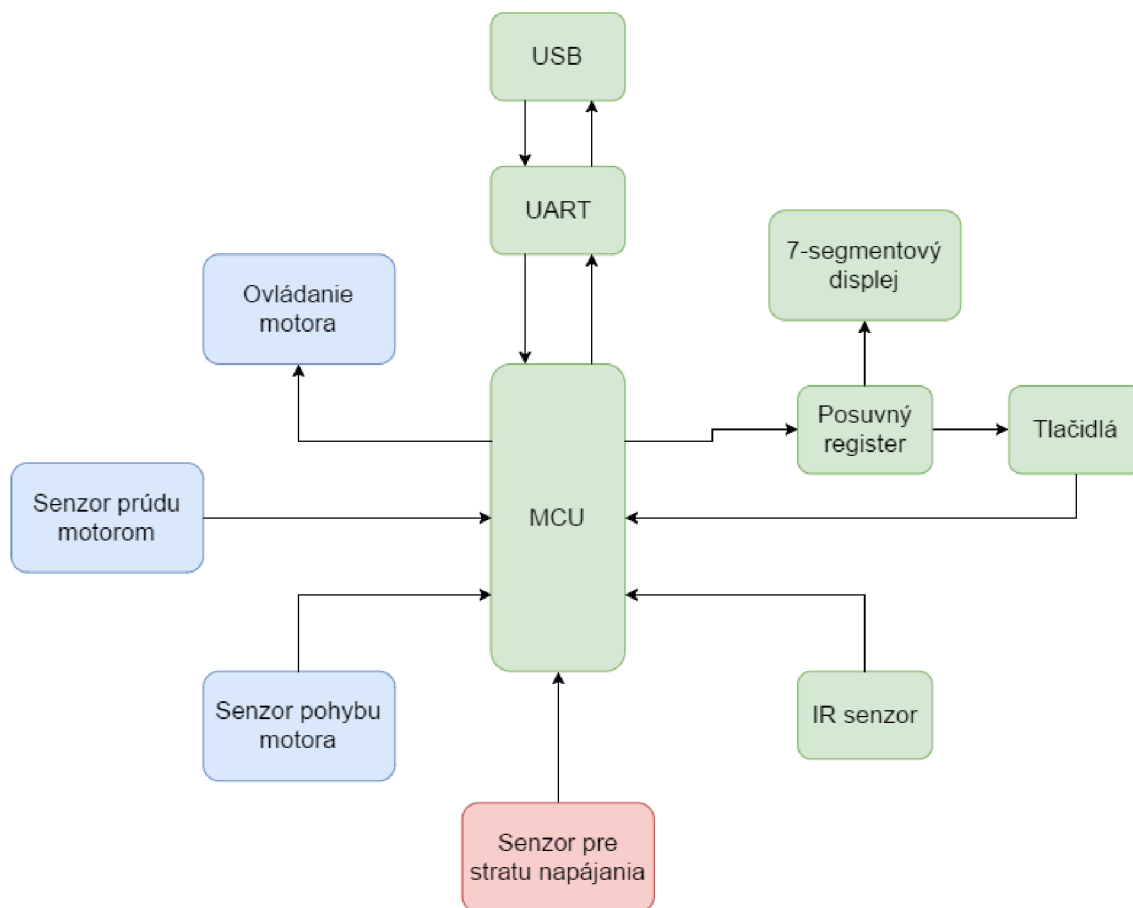 USB
UART
7-segmentový
displej
Ovládanie
motora
Posuvný
register
Tlačidlá
Senzor prúdu
motorom
MCU
Senzor pohybu
motora
IR senzor
Senzor pre
stratu napájania